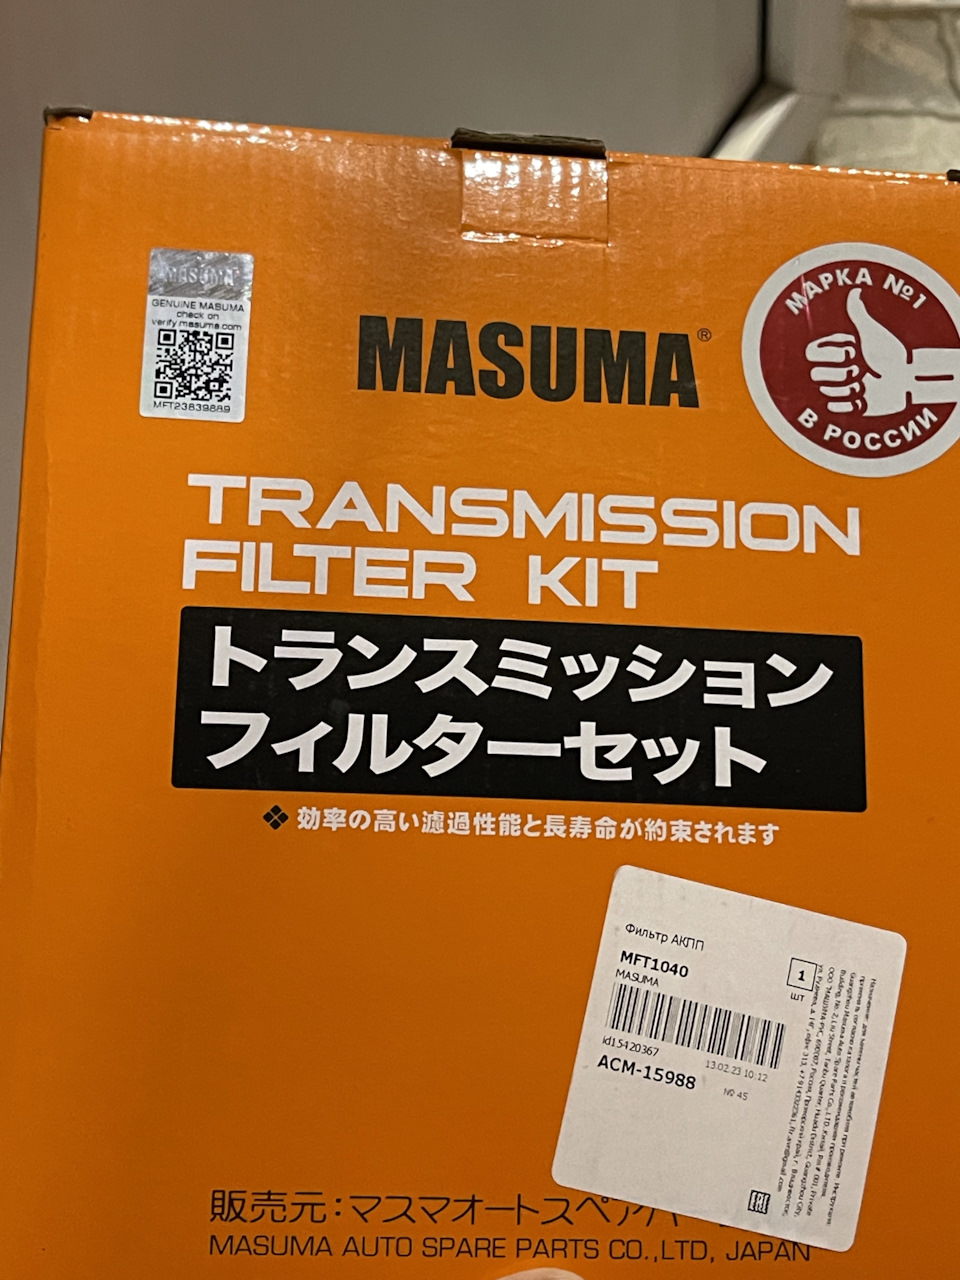 MASUMA
GENUINE MASUMA
check on
verify.masuma.com
MFT23839889
MASUMA®
МАРКА №1
В РОССИИ
TRANSMISSION
FILTER KIT
トランスミッション
フィルターセット
❖ 効率の高い濾過性能と長寿命が約束されます
Фильтр АКПП
MFT1040
MASUMA
1
шт
id15420367
13.02.23 10:12
ACM-15988
№ 45
EAC
販売元:マスマオートスペアパー
MASUMA AUTO SPARE PARTS CO.,LTD, JAPAN